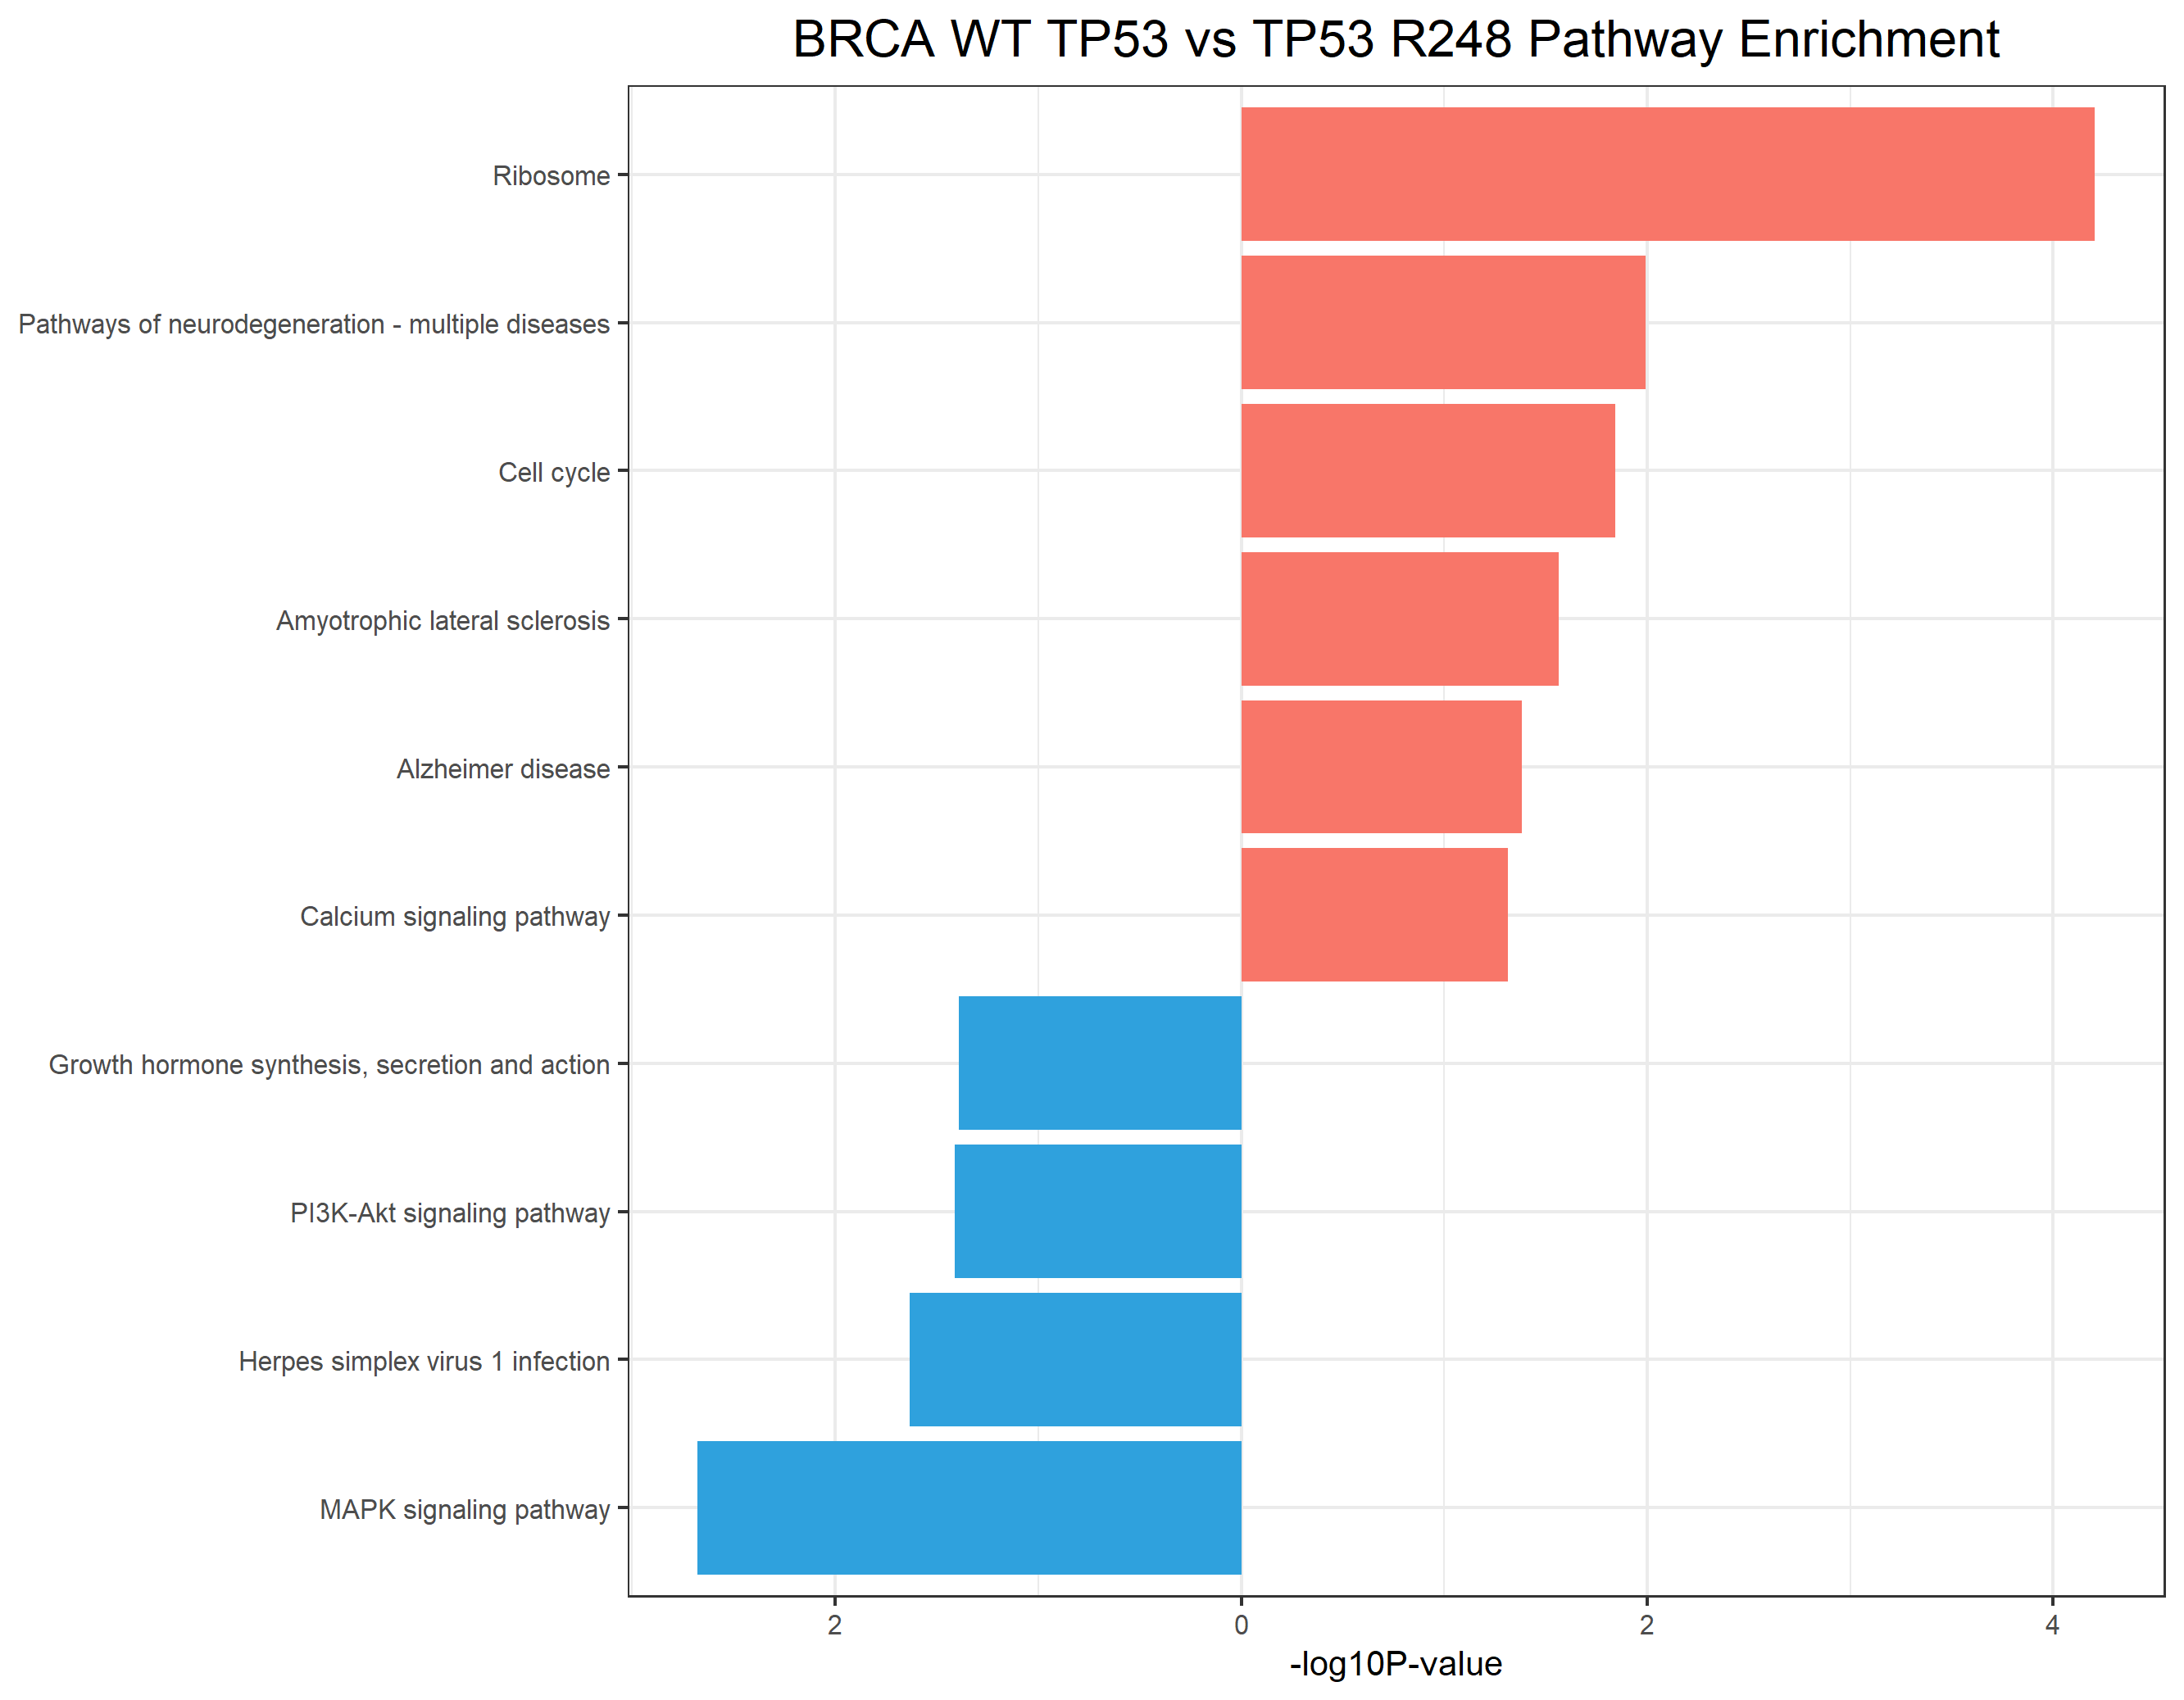 BRCA WT TP53 vs TP53 R248 Pathway Enrichment
Ribosome
Pathways of neurodegeneration - multiple diseases
Cell cycle
Amyotrophic lateral sclerosis
Alzheimer disease
Calcium signaling pathway
Growth hormone synthesis, secretion and action
PI3K-Akt signaling pathway
Herpes simplex virus 1 infection
MAPK signaling pathway
2 0 2 4
-log10P-value